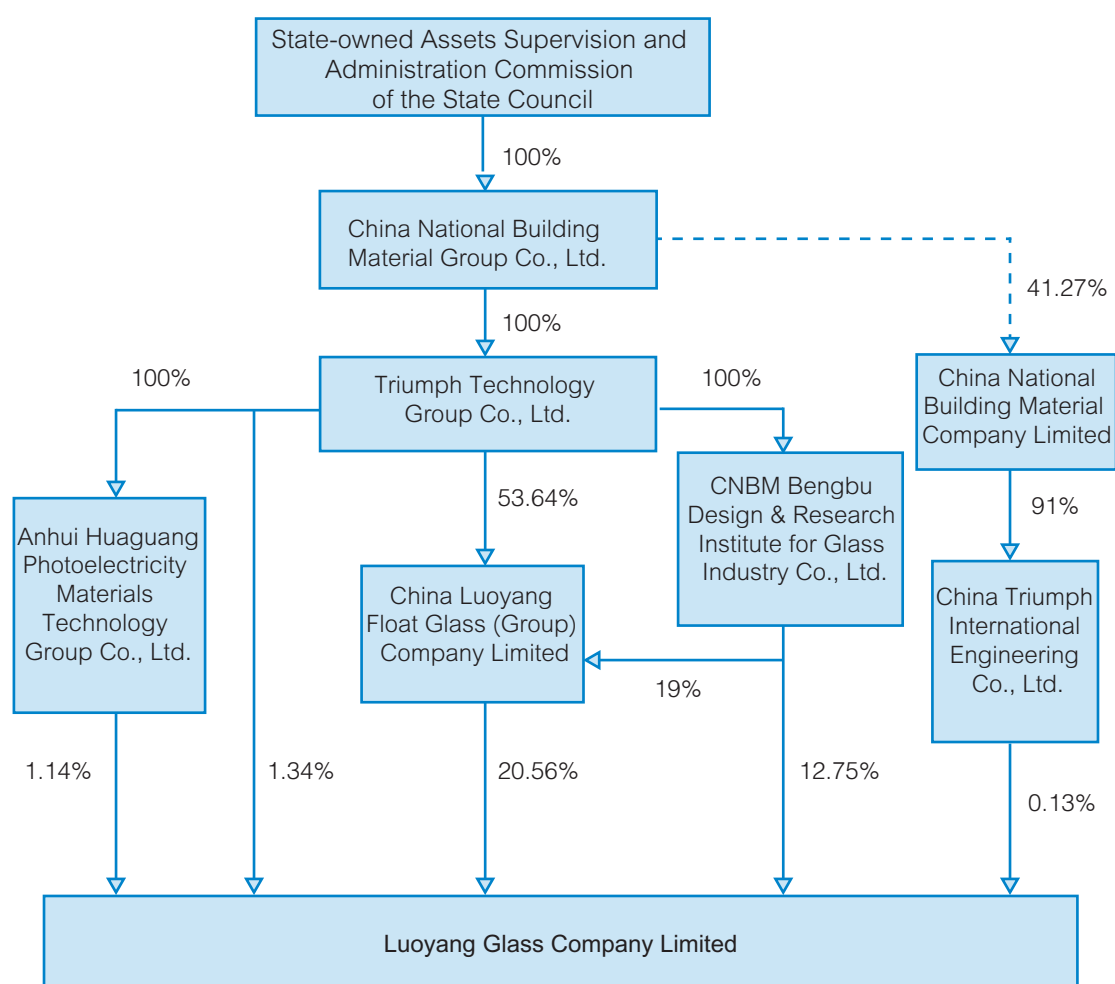 State-owned Assets Supervision and
Administration Commission
of the State Council
100%
China National Building
Material Group Co., Ltd.
41.27%
100%
100%
Triumph Technology
Group Co., Ltd.
100%
China National
Building Material
Company Limited
53.64%
CNBM Bengbu
Design & Research
Institute for Glass
Industry Co., Ltd.
91%
Anhui Huaguang
Photoelectricity
Materials
Technology
Group Co., Ltd.
China Luoyang
Float Glass (Group)
Company Limited
China Triumph
International
Engineering
Co., Ltd.
19%
1.14%
1.34%
20.56%
12.75%
0.13%
Luoyang Glass Company Limited